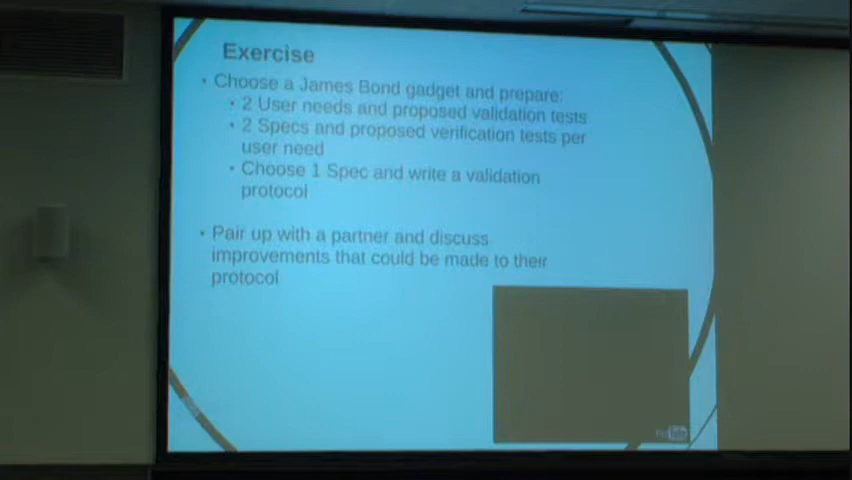 Exercise
• Choose a James Bond gadget and prepare:
• 2 User needs and proposed validation tests
• 2 Specs and proposed verification tests per
user need
• Choose 1 Spec and write a validation
protocol
• Pair up with a partner and discuss
improvements that could be made to their
protocol
YouTube